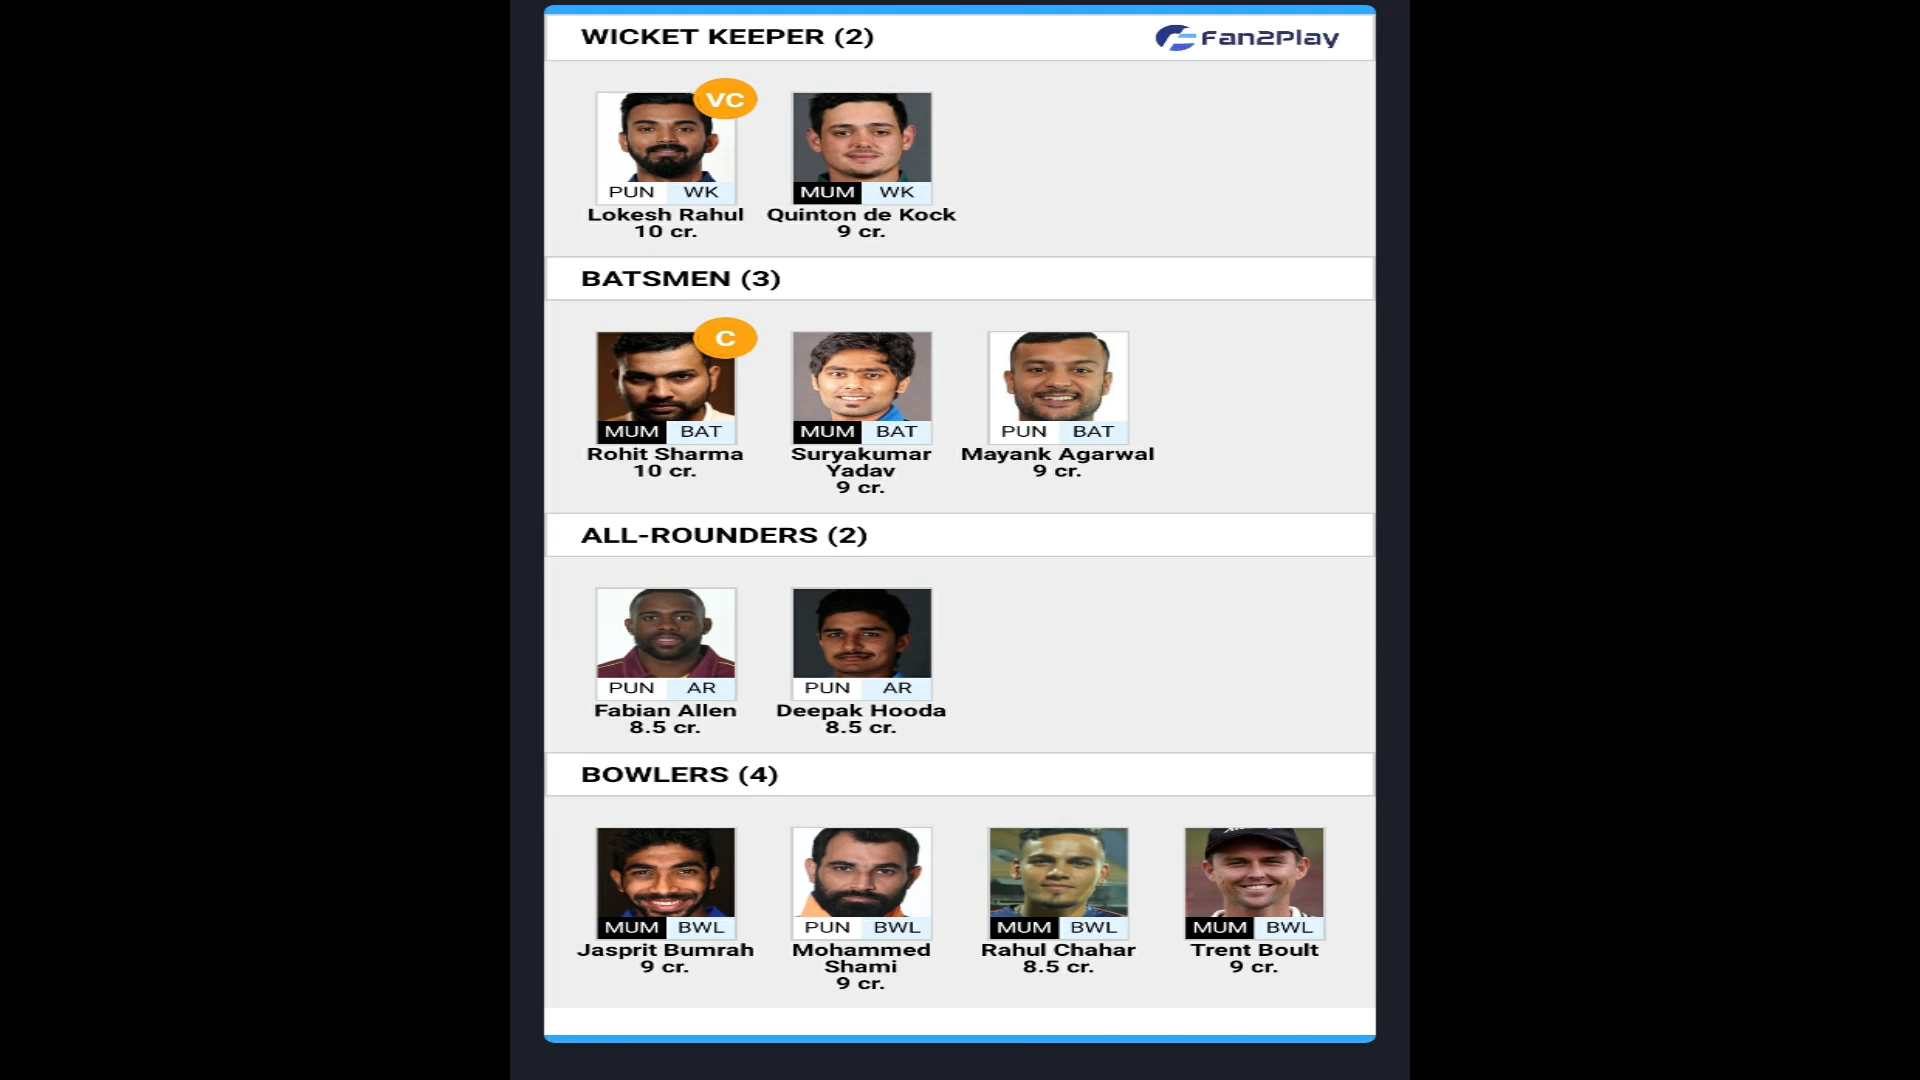 WICKET KEEPER (2)
Fan2Play
VC
PUN WK
MUM WK
Lokesh Rahul
10 cr.
Quinton de Kock
9 cr.
BATSMEN (3)
C
MUM BAT
MUM BAT
PUN BAT
Rohit Sharma
10 cr.
Suryakumar
Yadav
9 cr.
Mayank Agarwal
9 cr.
ALL-ROUNDERS (2)
PUN AR
PUN AR
Fabian Allen
8.5 cr.
Deepak Hooda
8.5 cr.
BOWLERS (4)
MUM BWL
PUN BWL
MUM BWL
MUM BWL
Jasprit Bumrah
9 cr.
Mohammed
Shami
9 cr.
Rahul Chahar
8.5 cr.
Trent Boult
9 cr.